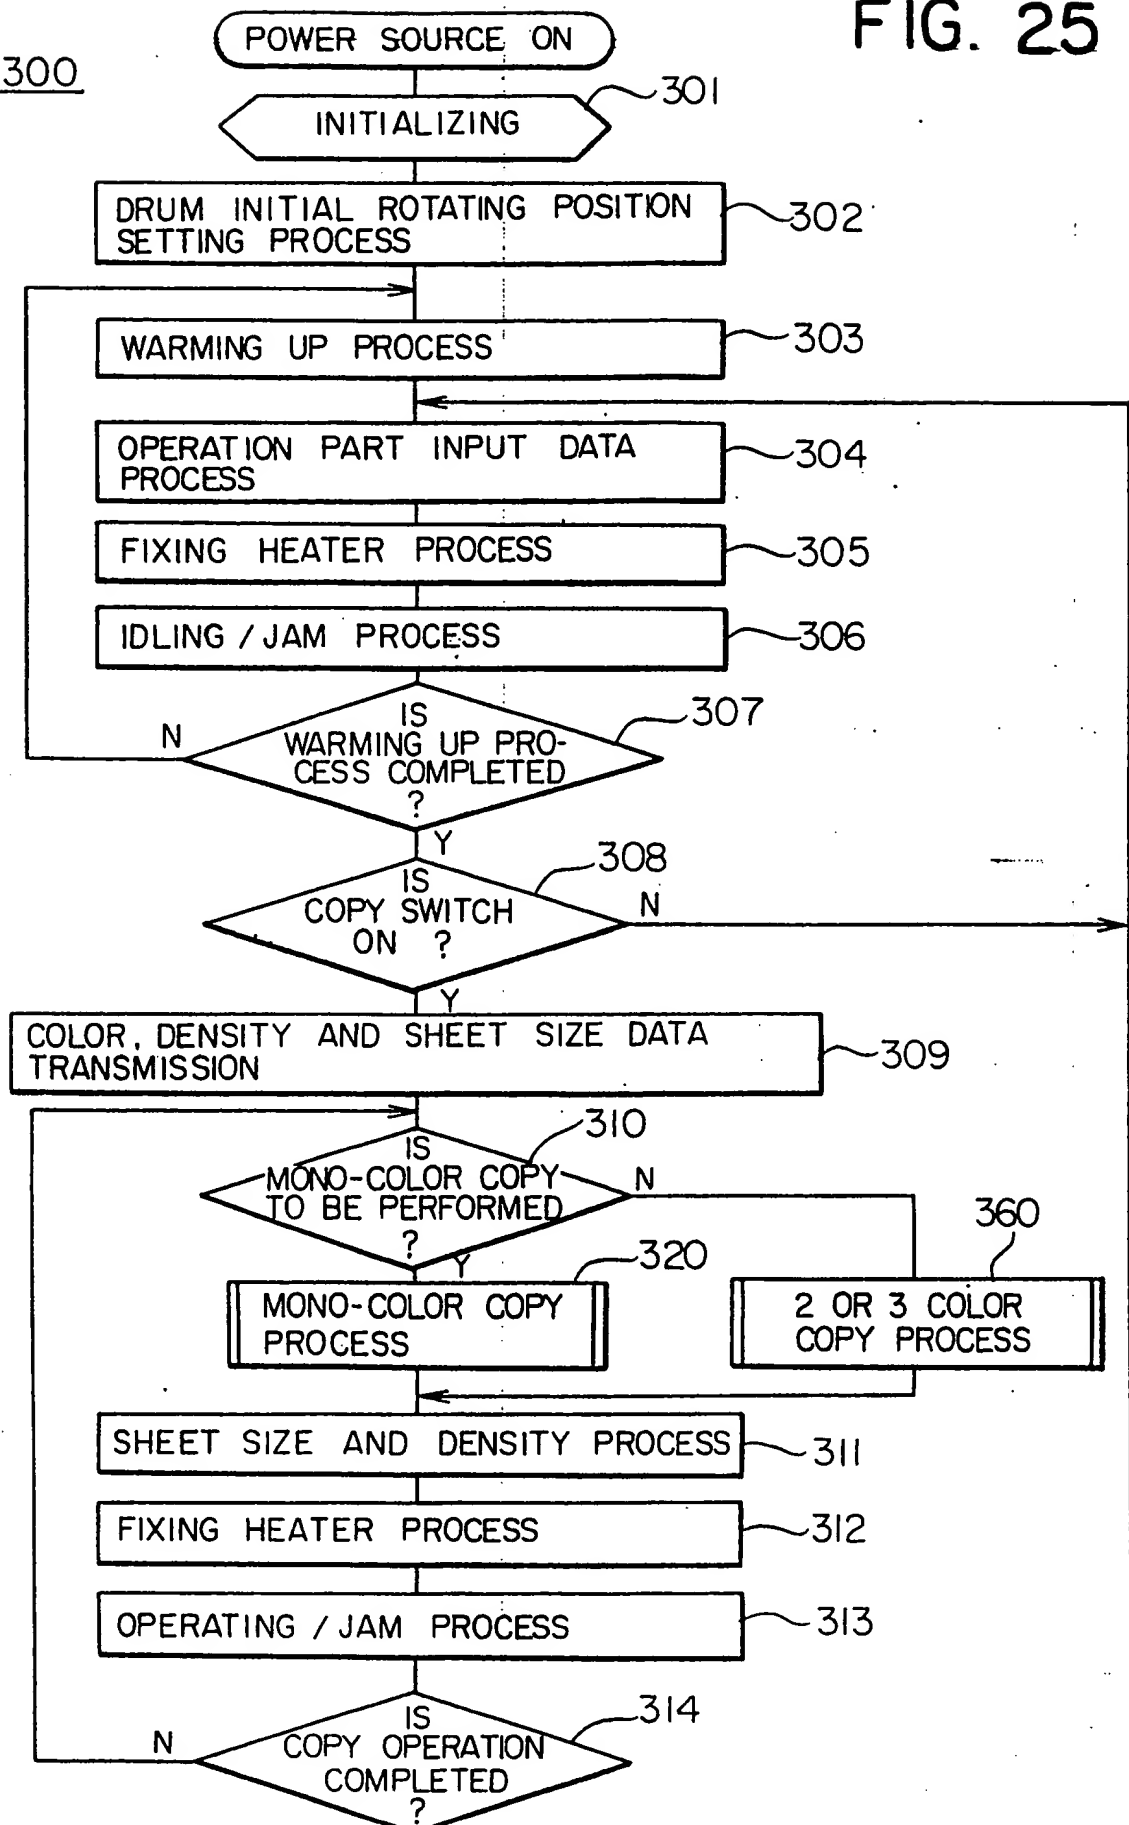 FIG. 25
300
POWER SOURCE ON
301
INITIALIZING
DRUM INITIAL ROTATING POSITION
SETTING PROCESS
302
WARMING UP PROCESS
303
OPERATION PART INPUT DATA
PROCESS
304
FIXING HEATER PROCESS
305
IDLING / JAM PROCESS
306
307
IS
WARMING UP PRO-
CESS COMPLETED
?
N
Y
308
IS
COPY SWITCH
ON ?
N
Y
COLOR, DENSITY AND SHEET SIZE DATA
TRANSMISSION
309
310
IS
MONO-COLOR COPY
TO BE PERFORMED
?
N
Y
320
MONO-COLOR COPY
PROCESS
360
2 OR 3 COLOR
COPY PROCESS
SHEET SIZE AND DENSITY PROCESS
311
FIXING HEATER PROCESS
312
OPERATING / JAM PROCESS
313
314
IS
COPY OPERATION
COMPLETED
?
N